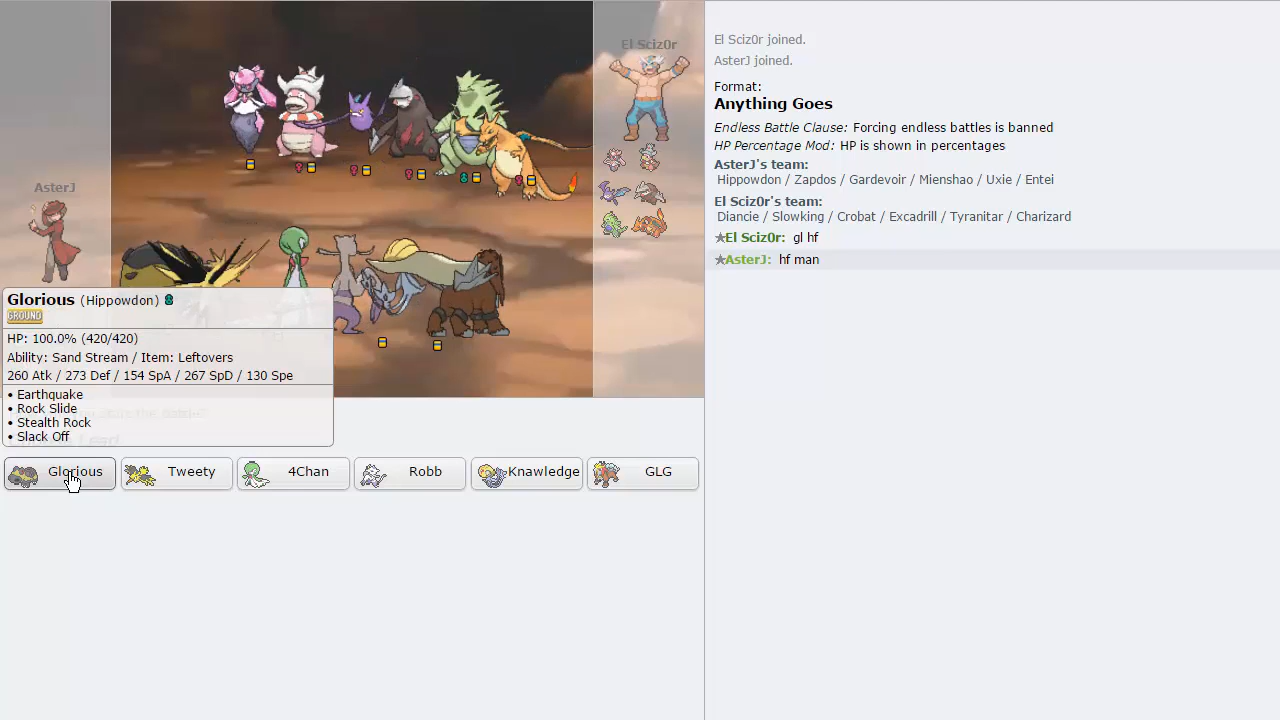 El Sciz0r
AsterJ
Glorious (Hippowdon)
GROUND
HP: 100.0% (420/420)
Ability: Sand Stream / Item: Leftovers
260 Atk / 273 Def / 154 SpA / 267 SpD / 130 Spe
• Earthquake
• Rock Slide
• Stealth Rock
• Slack Off
Glorious Tweety 4Chan Robb Knawledge GLG
El Sciz0r joined.
AsterJ joined.
Format:
Anything Goes
Endless Battle Clause: Forcing endless battles is banned
HP Percentage Mod: HP is shown in percentages
AsterJ's team:
Hippowdon / Zapdos / Gardevoir / Mienshao / Uxie / Entei
El Sciz0r's team:
Diancie / Slowking / Crobat / Excadrill / Tyranitar / Charizard
★El Sciz0r: gl hf
★AsterJ: hf man